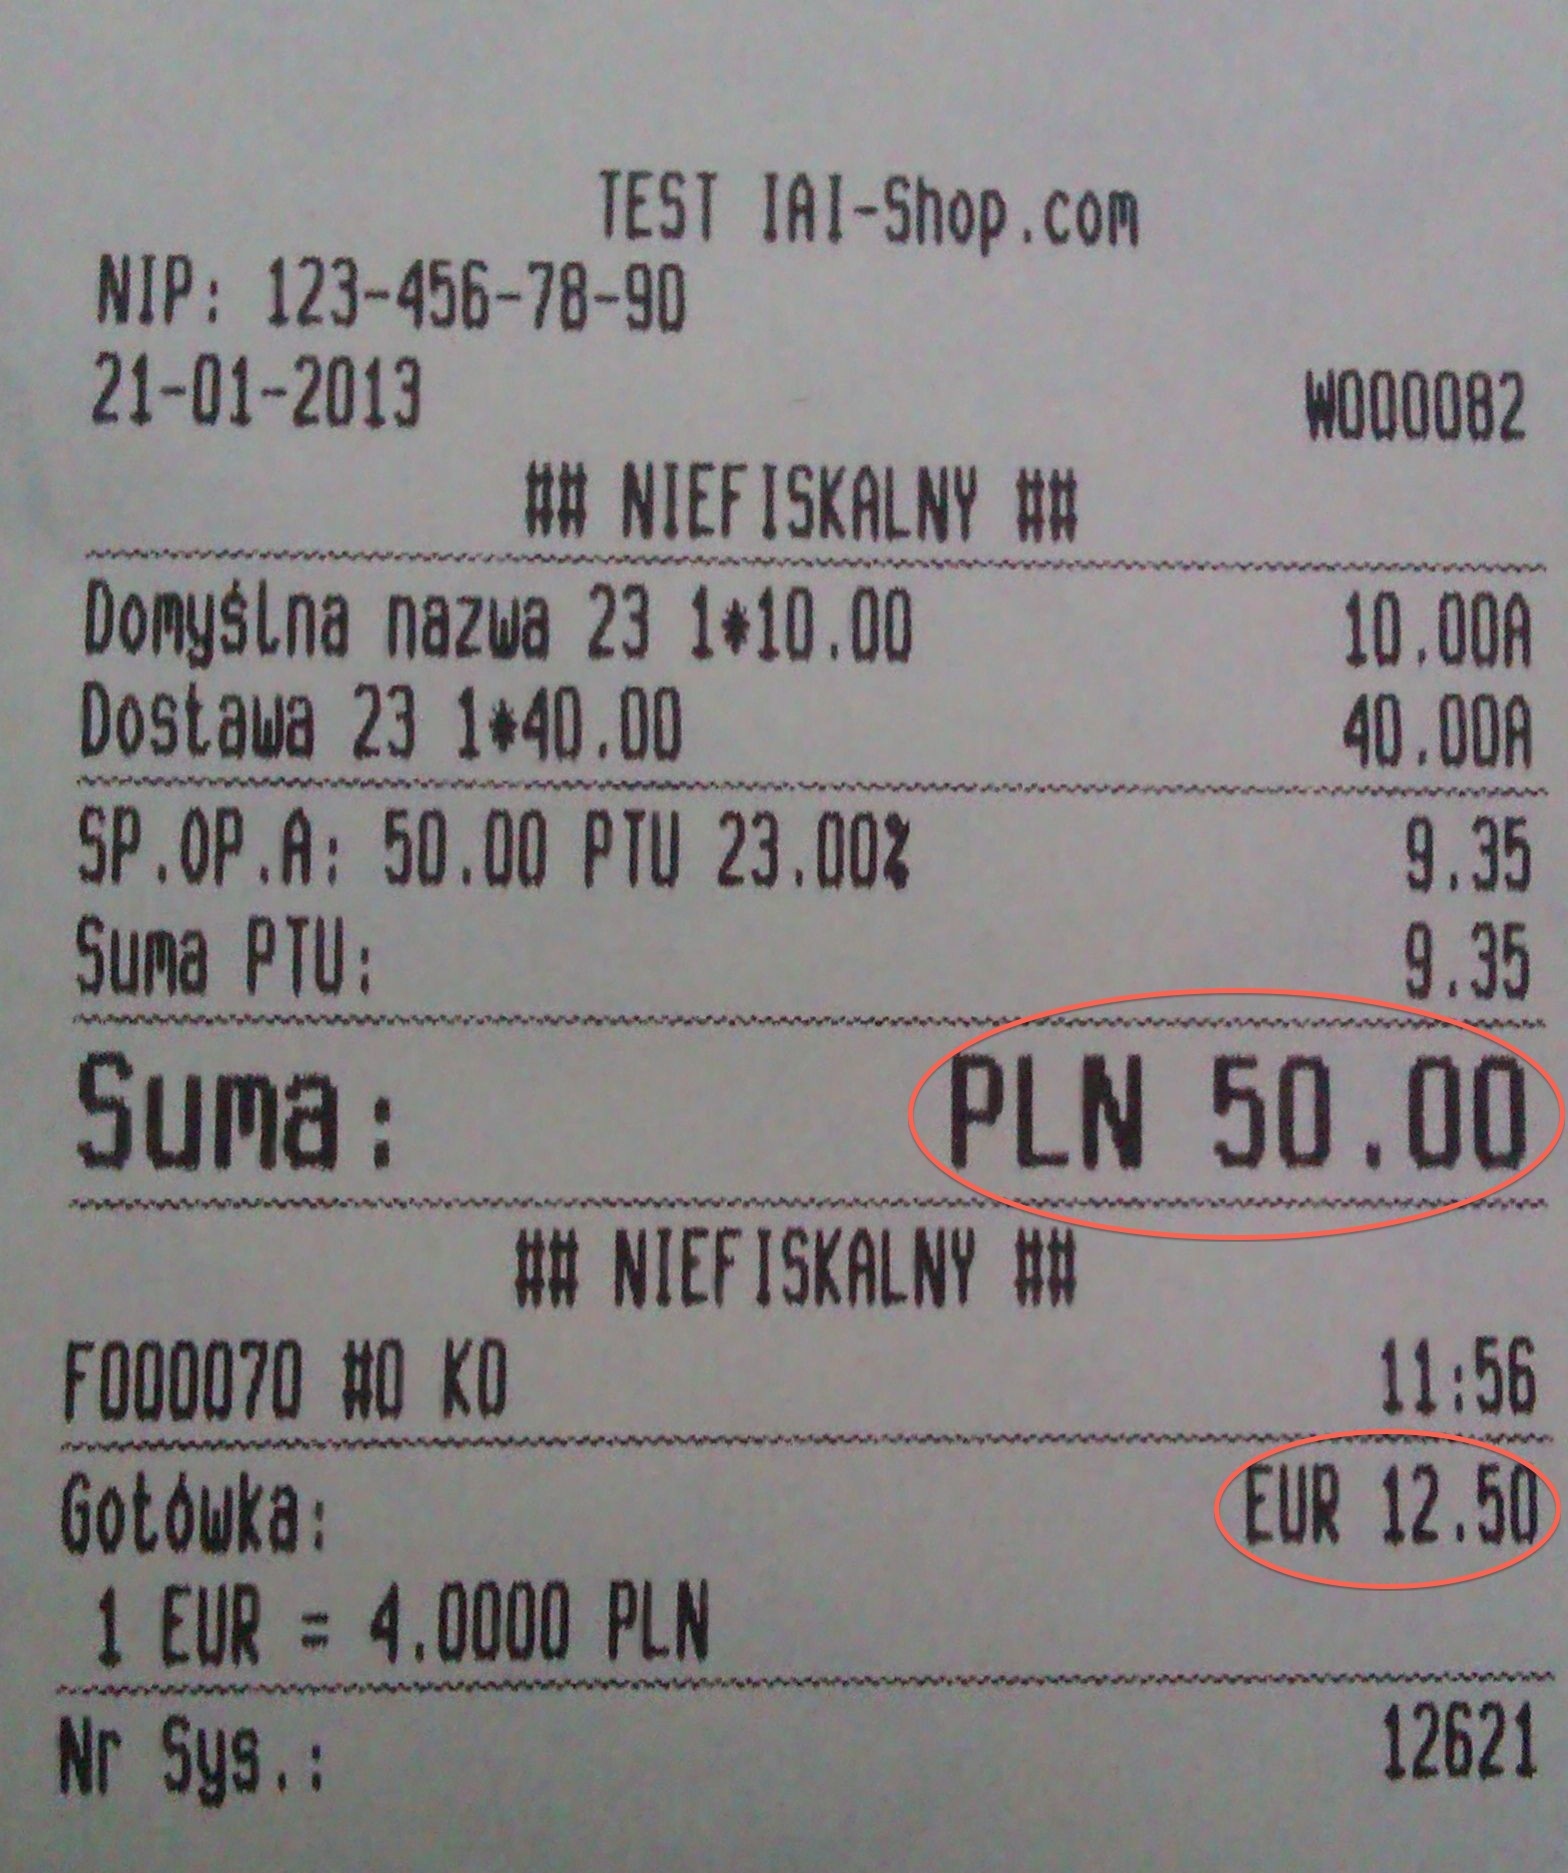 TEST IAI-Shop.com
NIP: 123-456-78-90
21-01-2013 W000082
## NIEFISKALNY ##
Domyślna nazwa 23 1*10.00 10.00A
Dostawa 23 1*40.00 40.00A
SP.OP.A: 50.00 PTU 23.00% 9.35
Suma PTU: 9.35
Suma: PLN 50.00
## NIEFISKALNY ##
F000070 #0 K0 11:56
Gotówka: EUR 12.50
1 EUR = 4.0000 PLN
Nr Sys.: 12621